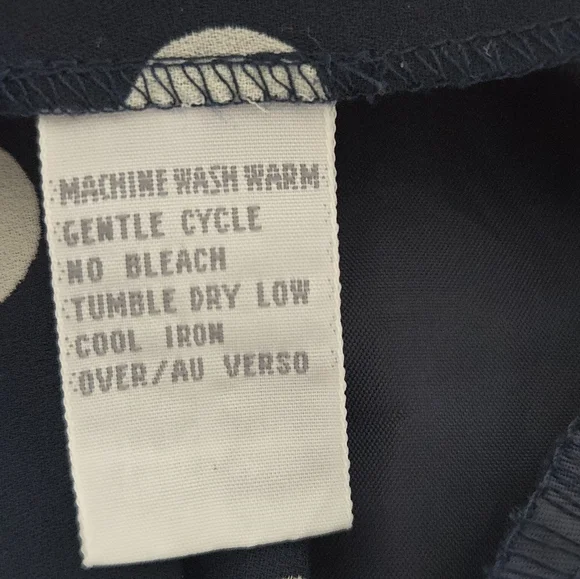 MACHINE WASH WARM
GENTLE CYCLE
NO BLEACH
TUMBLE DRY LOW
COOL IRON
OVER/AU VERSO